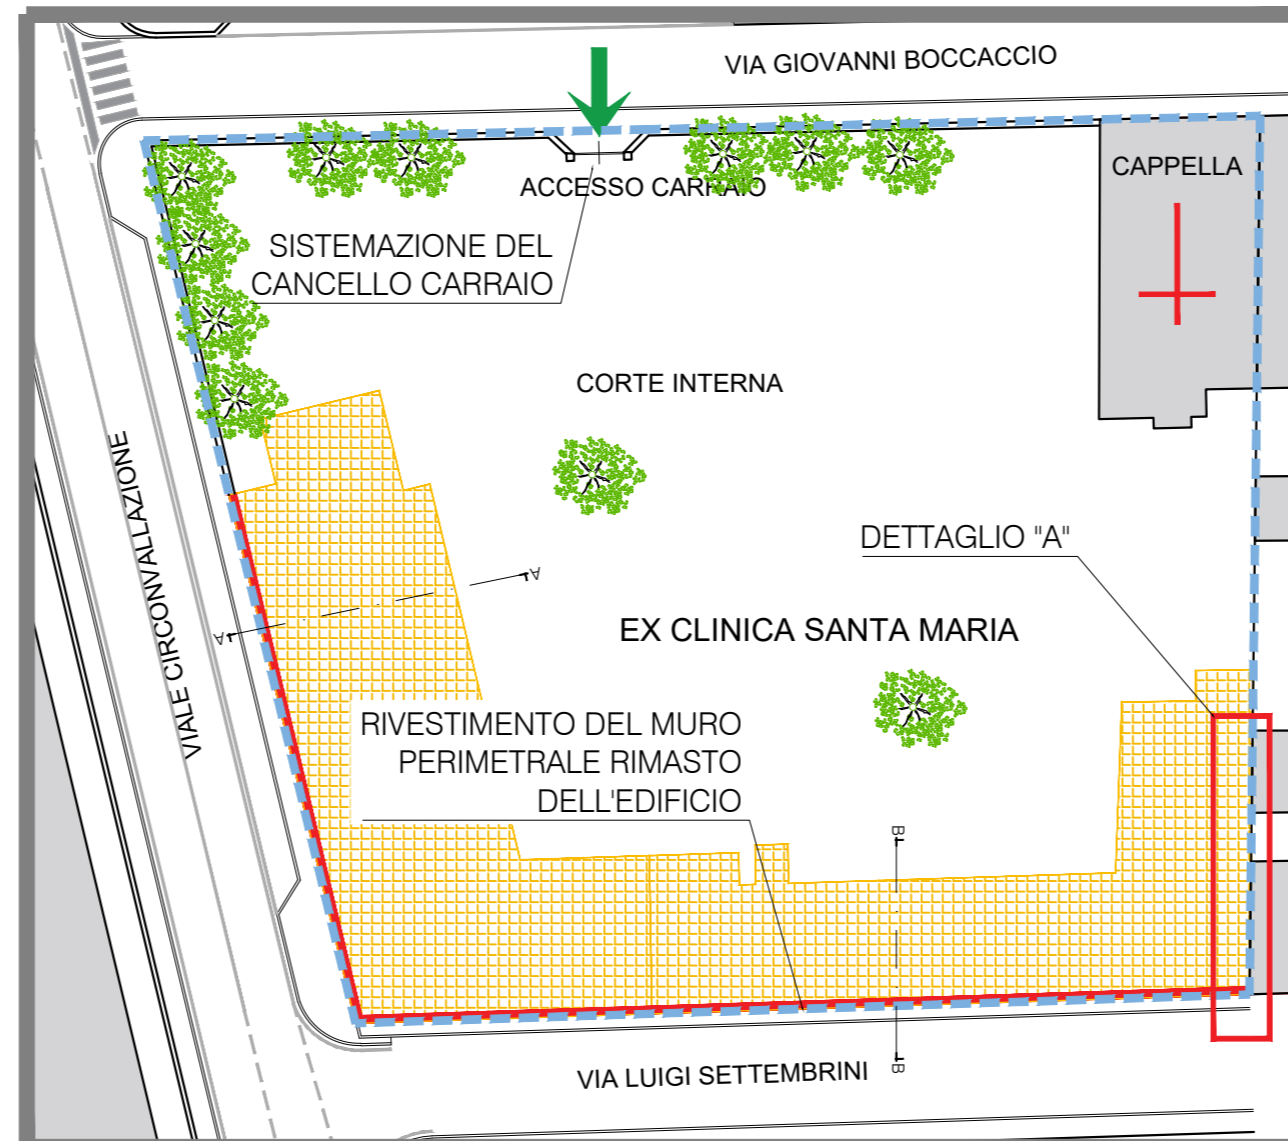 VIA GIOVANNI BOCCACCIO
CAPPELLA
ACCESSO CARRAIO
SISTEMAZIONE DEL
CANCELLO CARRAIO
CORTE INTERNA
VIALE CIRCONVALLAZIONE
DETTAGLIO "A"
A
A
EX CLINICA SANTA MARIA
RIVESTIMENTO DEL MURO
PERIMETRALE RIMASTO
DELL'EDIFICIO
B
B
VIA LUIGI SETTEMBRINI